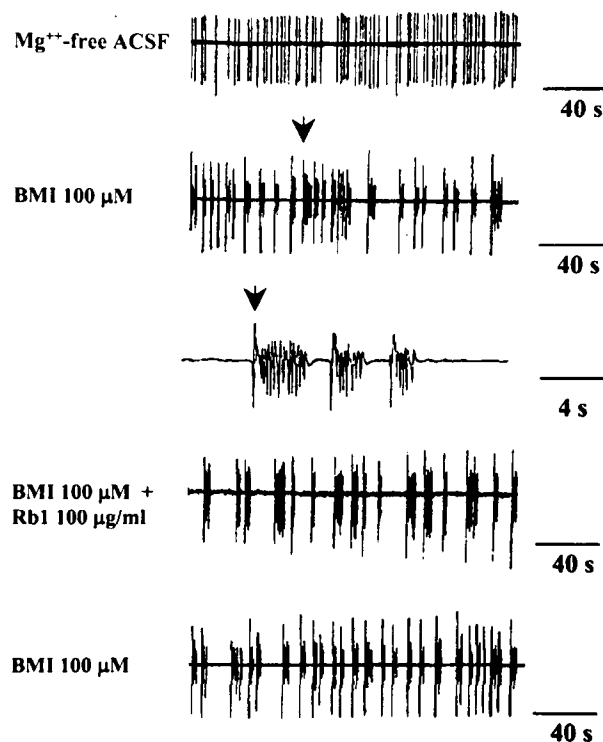 Mg++-free ACSF
40 s
BMI 100 µM
40 s
4 s
BMI 100 µM +
Rb1 100 µg/ml
40 s
BMI 100 µM
40 s